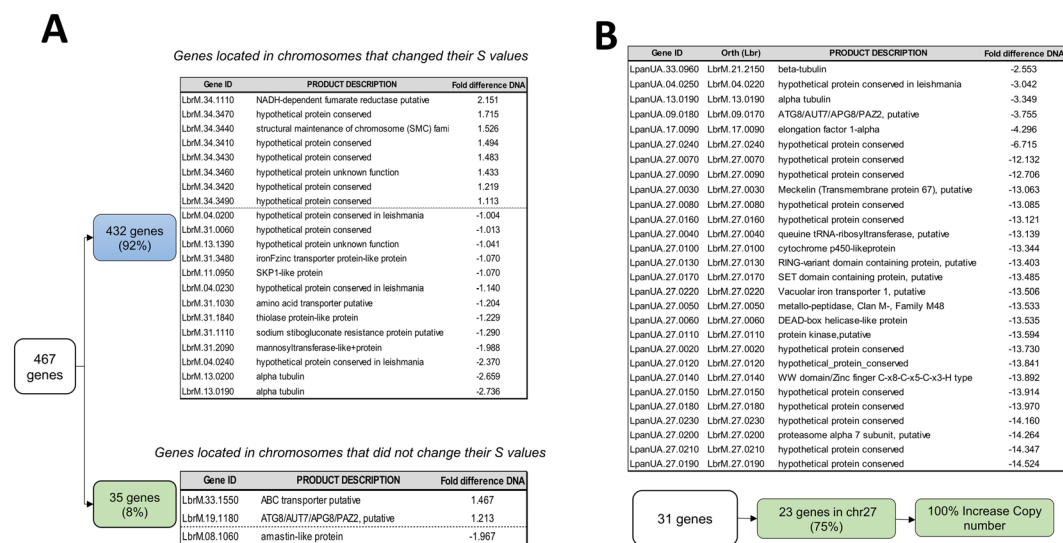 A
Genes located in chromosomes that changed their S values
Gene ID PRODUCT DESCRIPTION Fold difference DNA
LbrM.34.1110 NADH-dependent fumarate reductase putative 2.151
LbrM.34.3470 hypothetical protein conserved 1.715
LbrM.34.3440 structural maintenance of chromosome (SMC) fami 1.526
LbrM.34.3410 hypothetical protein conserved 1.494
LbrM.34.3430 hypothetical protein conserved 1.483
LbrM.34.3460 hypothetical protein unknown function 1.433
LbrM.34.3420 hypothetical protein conserved 1.219
LbrM.34.3490 hypothetical protein conserved 1.113
LbrM.04.0200 hypothetical protein conserved in leishmania -1.004
LbrM.31.0060 hypothetical protein conserved -1.013
LbrM.13.1390 hypothetical protein unknown function -1.041
LbrM.31.3480 ironFzinc transporter protein-like protein -1.070
LbrM.11.0950 SKP1-like protein -1.070
LbrM.04.0230 hypothetical protein conserved in leishmania -1.140
LbrM.31.1030 amino acid transporter putative -1.204
LbrM.31.1840 thiolase protein-like protein -1.229
LbrM.31.1110 sodium stibogluconate resistance protein putative -1.290
LbrM.31.2090 mannosyltransferase-like+protein -1.988
LbrM.04.0240 hypothetical protein conserved in leishmania -2.370
LbrM.13.0200 alpha tubulin -2.659
LbrM.13.0190 alpha tubulin -2.736
432 genes
(92%)
467
genes
Genes located in chromosomes that did not change their S values
Gene ID PRODUCT DESCRIPTION Fold difference DNA
LbrM.33.1550 ABC transporter putative 1.467
LbrM.19.1180 ATG8/AUT7/APG8/PAZ2, putative 1.213
LbrM.08.1060 amastin-like protein -1.967
35 genes
(8%)
B
Gene ID Orth (Lbr) PRODUCT DESCRIPTION Fold difference DNA
LpanUA.33.0960 LbrM.21.2150 beta-tubulin -2.553
LpanUA.04.0250 LbrM.04.0220 hypothetical protein conserved in leishmania -3.042
LpanUA.13.0190 LbrM.13.0190 alpha tubulin -3.349
LpanUA.09.0180 LbrM.09.0170 ATG8/AUT7/APG8/PAZ2, putative -3.755
LpanUA.17.0090 LbrM.17.0090 elongation factor 1-alpha -4.296
LpanUA.27.0240 LbrM.27.0240 hypothetical protein conserved -6.715
LpanUA.27.0070 LbrM.27.0070 hypothetical protein conserved -12.132
LpanUA.27.0090 LbrM.27.0090 hypothetical protein conserved -12.706
LpanUA.27.0030 LbrM.27.0030 Meckelin (Transmembrane protein 67), putative -13.063
LpanUA.27.0080 LbrM.27.0080 hypothetical protein conserved -13.085
LpanUA.27.0160 LbrM.27.0160 hypothetical protein conserved -13.121
LpanUA.27.0040 LbrM.27.0040 queuine tRNA-ribosyltransferase, putative -13.139
LpanUA.27.0100 LbrM.27.0100 cytochrome p450-likeprotein -13.344
LpanUA.27.0130 LbrM.27.0130 RING-variant domain containing protein, putative -13.403
LpanUA.27.0170 LbrM.27.0170 SET domain containing protein, putative -13.485
LpanUA.27.0220 LbrM.27.0220 Vacuolar iron transporter 1, putative -13.506
LpanUA.27.0050 LbrM.27.0050 metallo-peptidase, Clan M-, Family M48 -13.533
LpanUA.27.0060 LbrM.27.0060 DEAD-box helicase-like protein -13.535
LpanUA.27.0110 LbrM.27.0110 protein kinase,putative -13.594
LpanUA.27.0020 LbrM.27.0020 hypothetical protein conserved -13.730
LpanUA.27.0120 LbrM.27.0120 hypothetical_protein_conserved -13.841
LpanUA.27.0140 LbrM.27.0140 WW domain/Zinc finger C-x8-C-x5-C-x3-H type -13.892
LpanUA.27.0150 LbrM.27.0150 hypothetical protein conserved -13.914
LpanUA.27.0180 LbrM.27.0180 hypothetical protein conserved -13.970
LpanUA.27.0230 LbrM.27.0230 hypothetical protein conserved -14.160
LpanUA.27.0200 LbrM.27.0200 proteasome alpha 7 subunit, putative -14.264
LpanUA.27.0210 LbrM.27.0210 hypothetical protein conserved -14.347
LpanUA.27.0190 LbrM.27.0190 hypothetical protein conserved -14.524
31 genes
23 genes in chr27
(75%)
100% Increase Copy
number